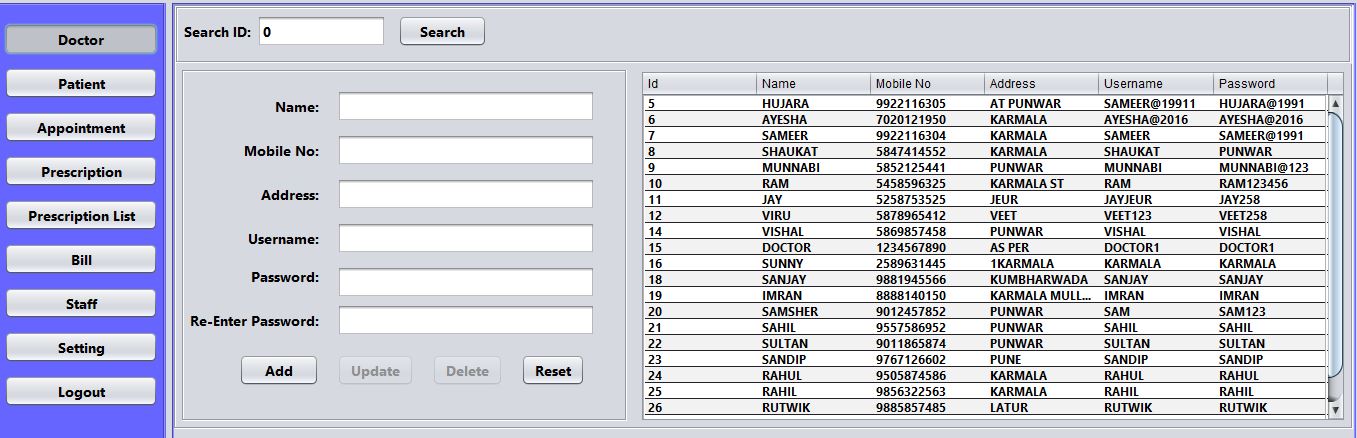 Doctor
Patient
Appointment
Prescription
Prescription List
Bill
Staff
Setting
Logout
Search ID: 0 Search
Name:
Mobile No:
Address:
Username:
Password:
Re-Enter Password:
Add Update Delete Reset
Id Name Mobile No Address Username Password
5 HUJARA 9922116305 AT PUNWAR SAMEER@19911 HUJARA@1991
6 AYESHA 7020121950 KARMALA AYESHA@2016 AYESHA@2016
7 SAMEER 9922116304 KARMALA SAMEER SAMEER@1991
8 SHAUKAT 5847414552 KARMALA SHAUKAT PUNWAR
9 MUNNABI 5852125441 PUNWAR MUNNABI MUNNABI@123
10 RAM 5458596325 KARMALA ST RAM RAM123456
11 JAY 5258753525 JEUR JAYJEUR JAY258
12 VIRU 5878965412 VEET VEET123 VEET258
14 VISHAL 5869857458 PUNWAR VISHAL VISHAL
15 DOCTOR 1234567890 AS PER DOCTOR1 DOCTOR1
16 SUNNY 2589631445 1KARMALA KARMALA KARMALA
18 SANJAY 9881945566 KUMBHARWADA SANJAY SANJAY
19 IMRAN 8888140150 KARMALA MULL... IMRAN IMRAN
20 SAMSHER 9012457852 PUNWAR SAM SAM123
21 SAHIL 9557586952 PUNWAR SAHIL SAHIL
22 SULTAN 9011865874 PUNWAR SULTAN SULTAN
23 SANDIP 9767126602 PUNE SANDIP SANDIP
24 RAHUL 9505874586 KARMALA RAHUL RAHUL
25 RAHIL 9856322563 KARMALA RAHIL RAHIL
26 RUTWIK 9885857485 LATUR RUTWIK RUTWIK